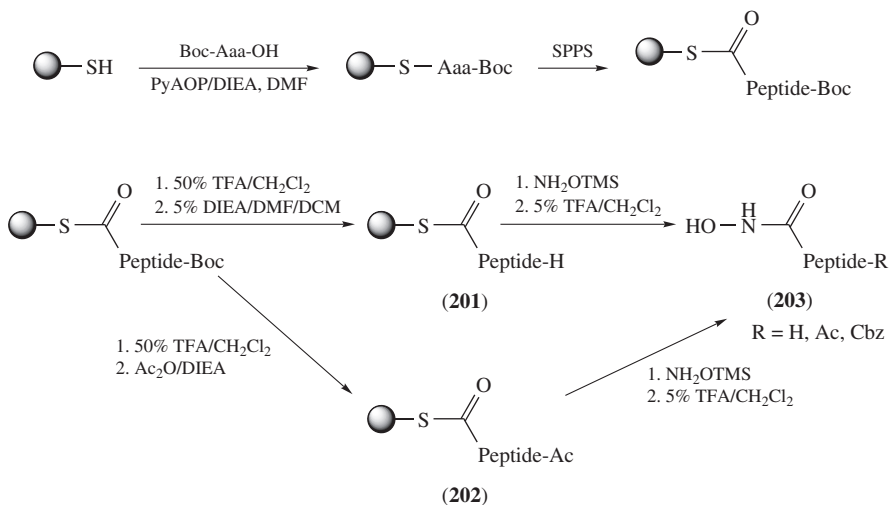 SH
Boc-Aaa-OH
PyAOP/DIEA, DMF
S
Aaa-Boc
SPPS
S
O
Peptide-Boc
S
O
Peptide-Boc
1. 50% TFA/CH₂Cl₂
2. 5% DIEA/DMF/DCM
S
O
Peptide-H
(201)
1. NH₂OTMS
2. 5% TFA/CH₂Cl₂
HO
H
N
O
Peptide-R
(203)
R = H, Ac, Cbz
1. 50% TFA/CH₂Cl₂
2. Ac₂O/DIEA
S
O
Peptide-Ac
(202)
1. NH₂OTMS
2. 5% TFA/CH₂Cl₂